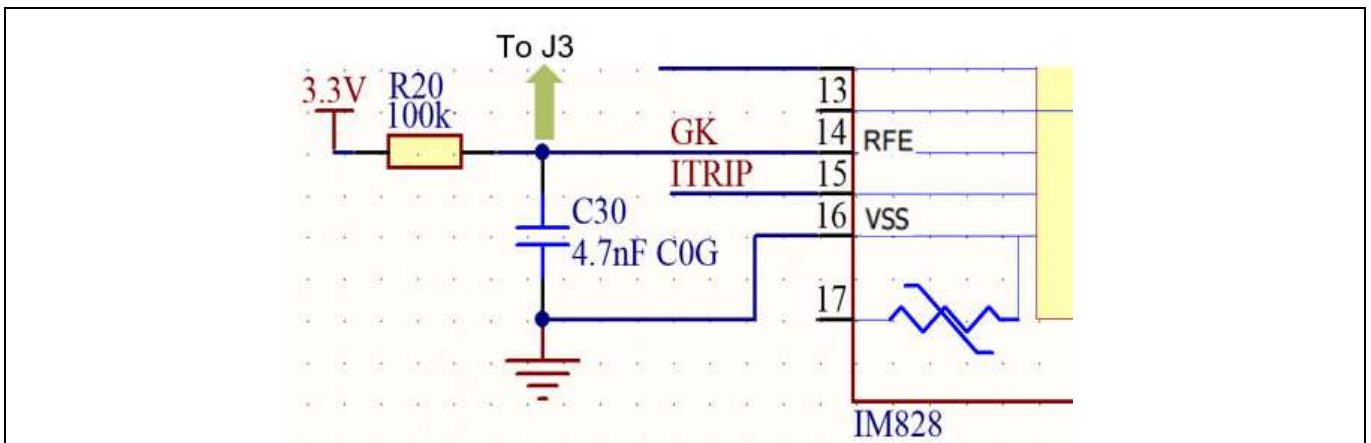 To J3
3.3V
R20
100k
13
GK
14
RFE
ITRIP
15
C30
16
VSS
4.7nF C0G
17
IM828